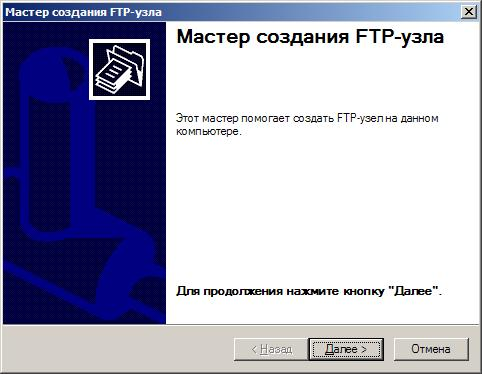 Мастер создания FTP-узла
Мастер создания FTP-узла
Этот мастер помогает создать FTP-узел на данном
компьютере.
Для продолжения нажмите кнопку "Далее".
< Назад Далее > Отмена